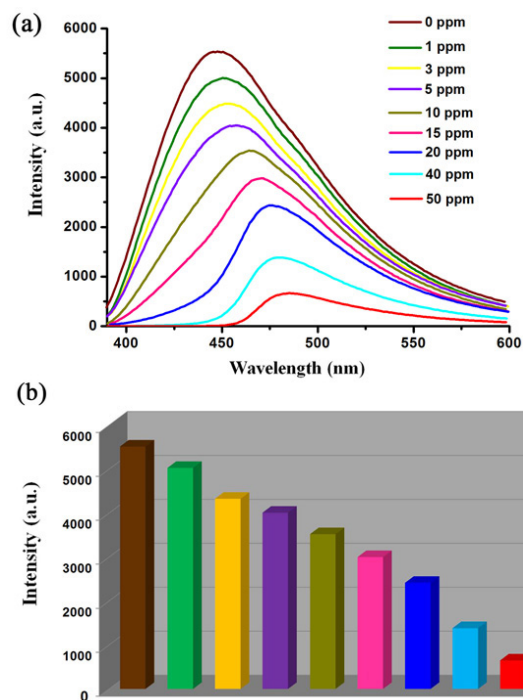 (a)
6000
5000
4000
3000
2000
1000
0
Intensity (a.u.)
0 ppm
1 ppm
3 ppm
5 ppm
10 ppm
15 ppm
20 ppm
40 ppm
50 ppm
400
450
500
550
600
Wavelength (nm)
(b)
6000
5000
4000
3000
2000
1000
0
Intensity (a.u.)